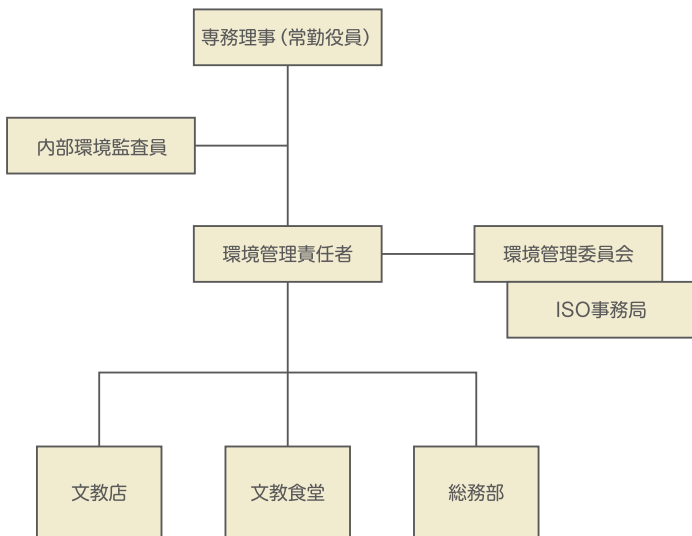 専務理事（常勤役員）
内部環境監査員
環境管理責任者
環境管理委員会
ISO事務局
文教店
文教食堂
総務部